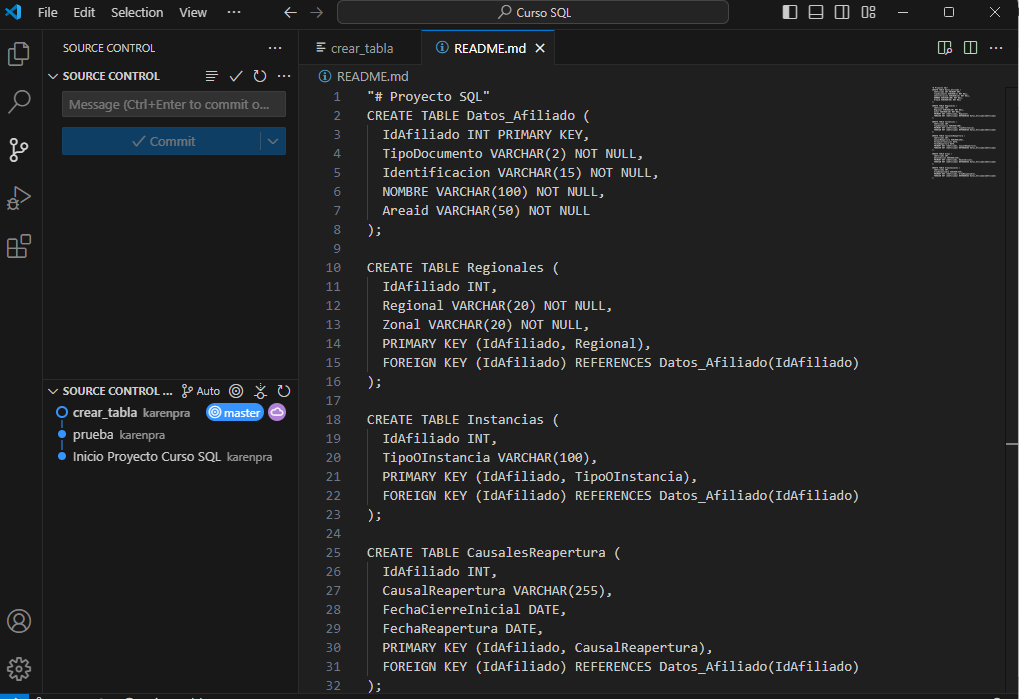 File Edit Selection View ··· Curso SQL
SOURCE CONTROL ···
crear_tabla README.md
SOURCE CONTROL
README.md
Message (Ctrl+Enter to commit o...
Commit
1 "# Proyecto SQL"
2 CREATE TABLE Datos_Afiliado (
3 IdAfiliado INT PRIMARY KEY,
4 TipoDocumento VARCHAR(2) NOT NULL,
5 Identificacion VARCHAR(15) NOT NULL,
6 NOMBRE VARCHAR(100) NOT NULL,
7 Areaid VARCHAR(50) NOT NULL
8 );
9
10 CREATE TABLE Regionales (
11 IdAfiliado INT,
12 Regional VARCHAR(20) NOT NULL,
13 Zonal VARCHAR(20) NOT NULL,
14 PRIMARY KEY (IdAfiliado, Regional),
15 FOREIGN KEY (IdAfiliado) REFERENCES Datos_Afiliado(IdAfiliado)
16 );
17
18 CREATE TABLE Instancias (
19 IdAfiliado INT,
20 TipoOInstancia VARCHAR(100),
21 PRIMARY KEY (IdAfiliado, TipoOInstancia),
22 FOREIGN KEY (IdAfiliado) REFERENCES Datos_Afiliado(IdAfiliado)
23 );
24
25 CREATE TABLE CausalesReapertura (
26 IdAfiliado INT,
27 CausalReapertura VARCHAR(255),
28 FechaCierreInicial DATE,
29 FechaReapertura DATE,
30 PRIMARY KEY (IdAfiliado, CausalReapertura),
31 FOREIGN KEY (IdAfiliado) REFERENCES Datos_Afiliado(IdAfiliado)
32 );
SOURCE CONTROL ... Auto
crear_tabla karenpra master
prueba karenpra
Inicio Proyecto Curso SQL karenpra